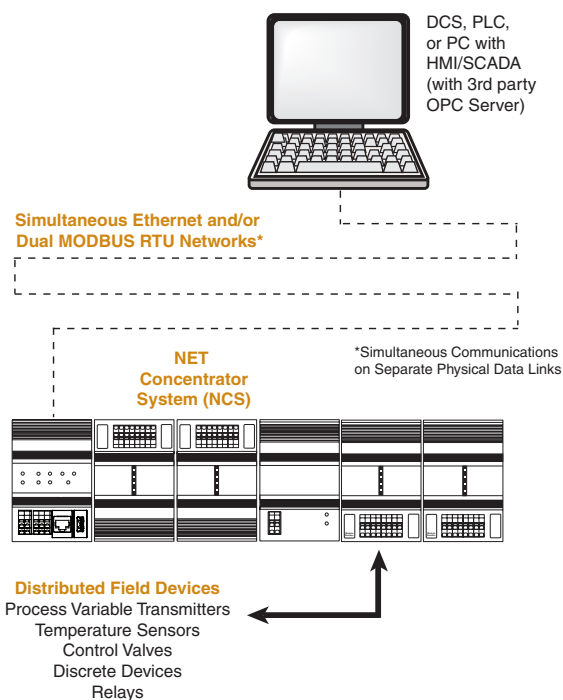 DCS, PLC,
or PC with
HMI/SCADA
(with 3rd party
OPC Server)
Simultaneous Ethernet and/or
Dual MODBUS RTU Networks*
*Simultaneous Communications
on Separate Physical Data Links
NET
Concentrator
System (NCS)
Distributed Field Devices
Process Variable Transmitters
Temperature Sensors
Control Valves
Discrete Devices
Relays